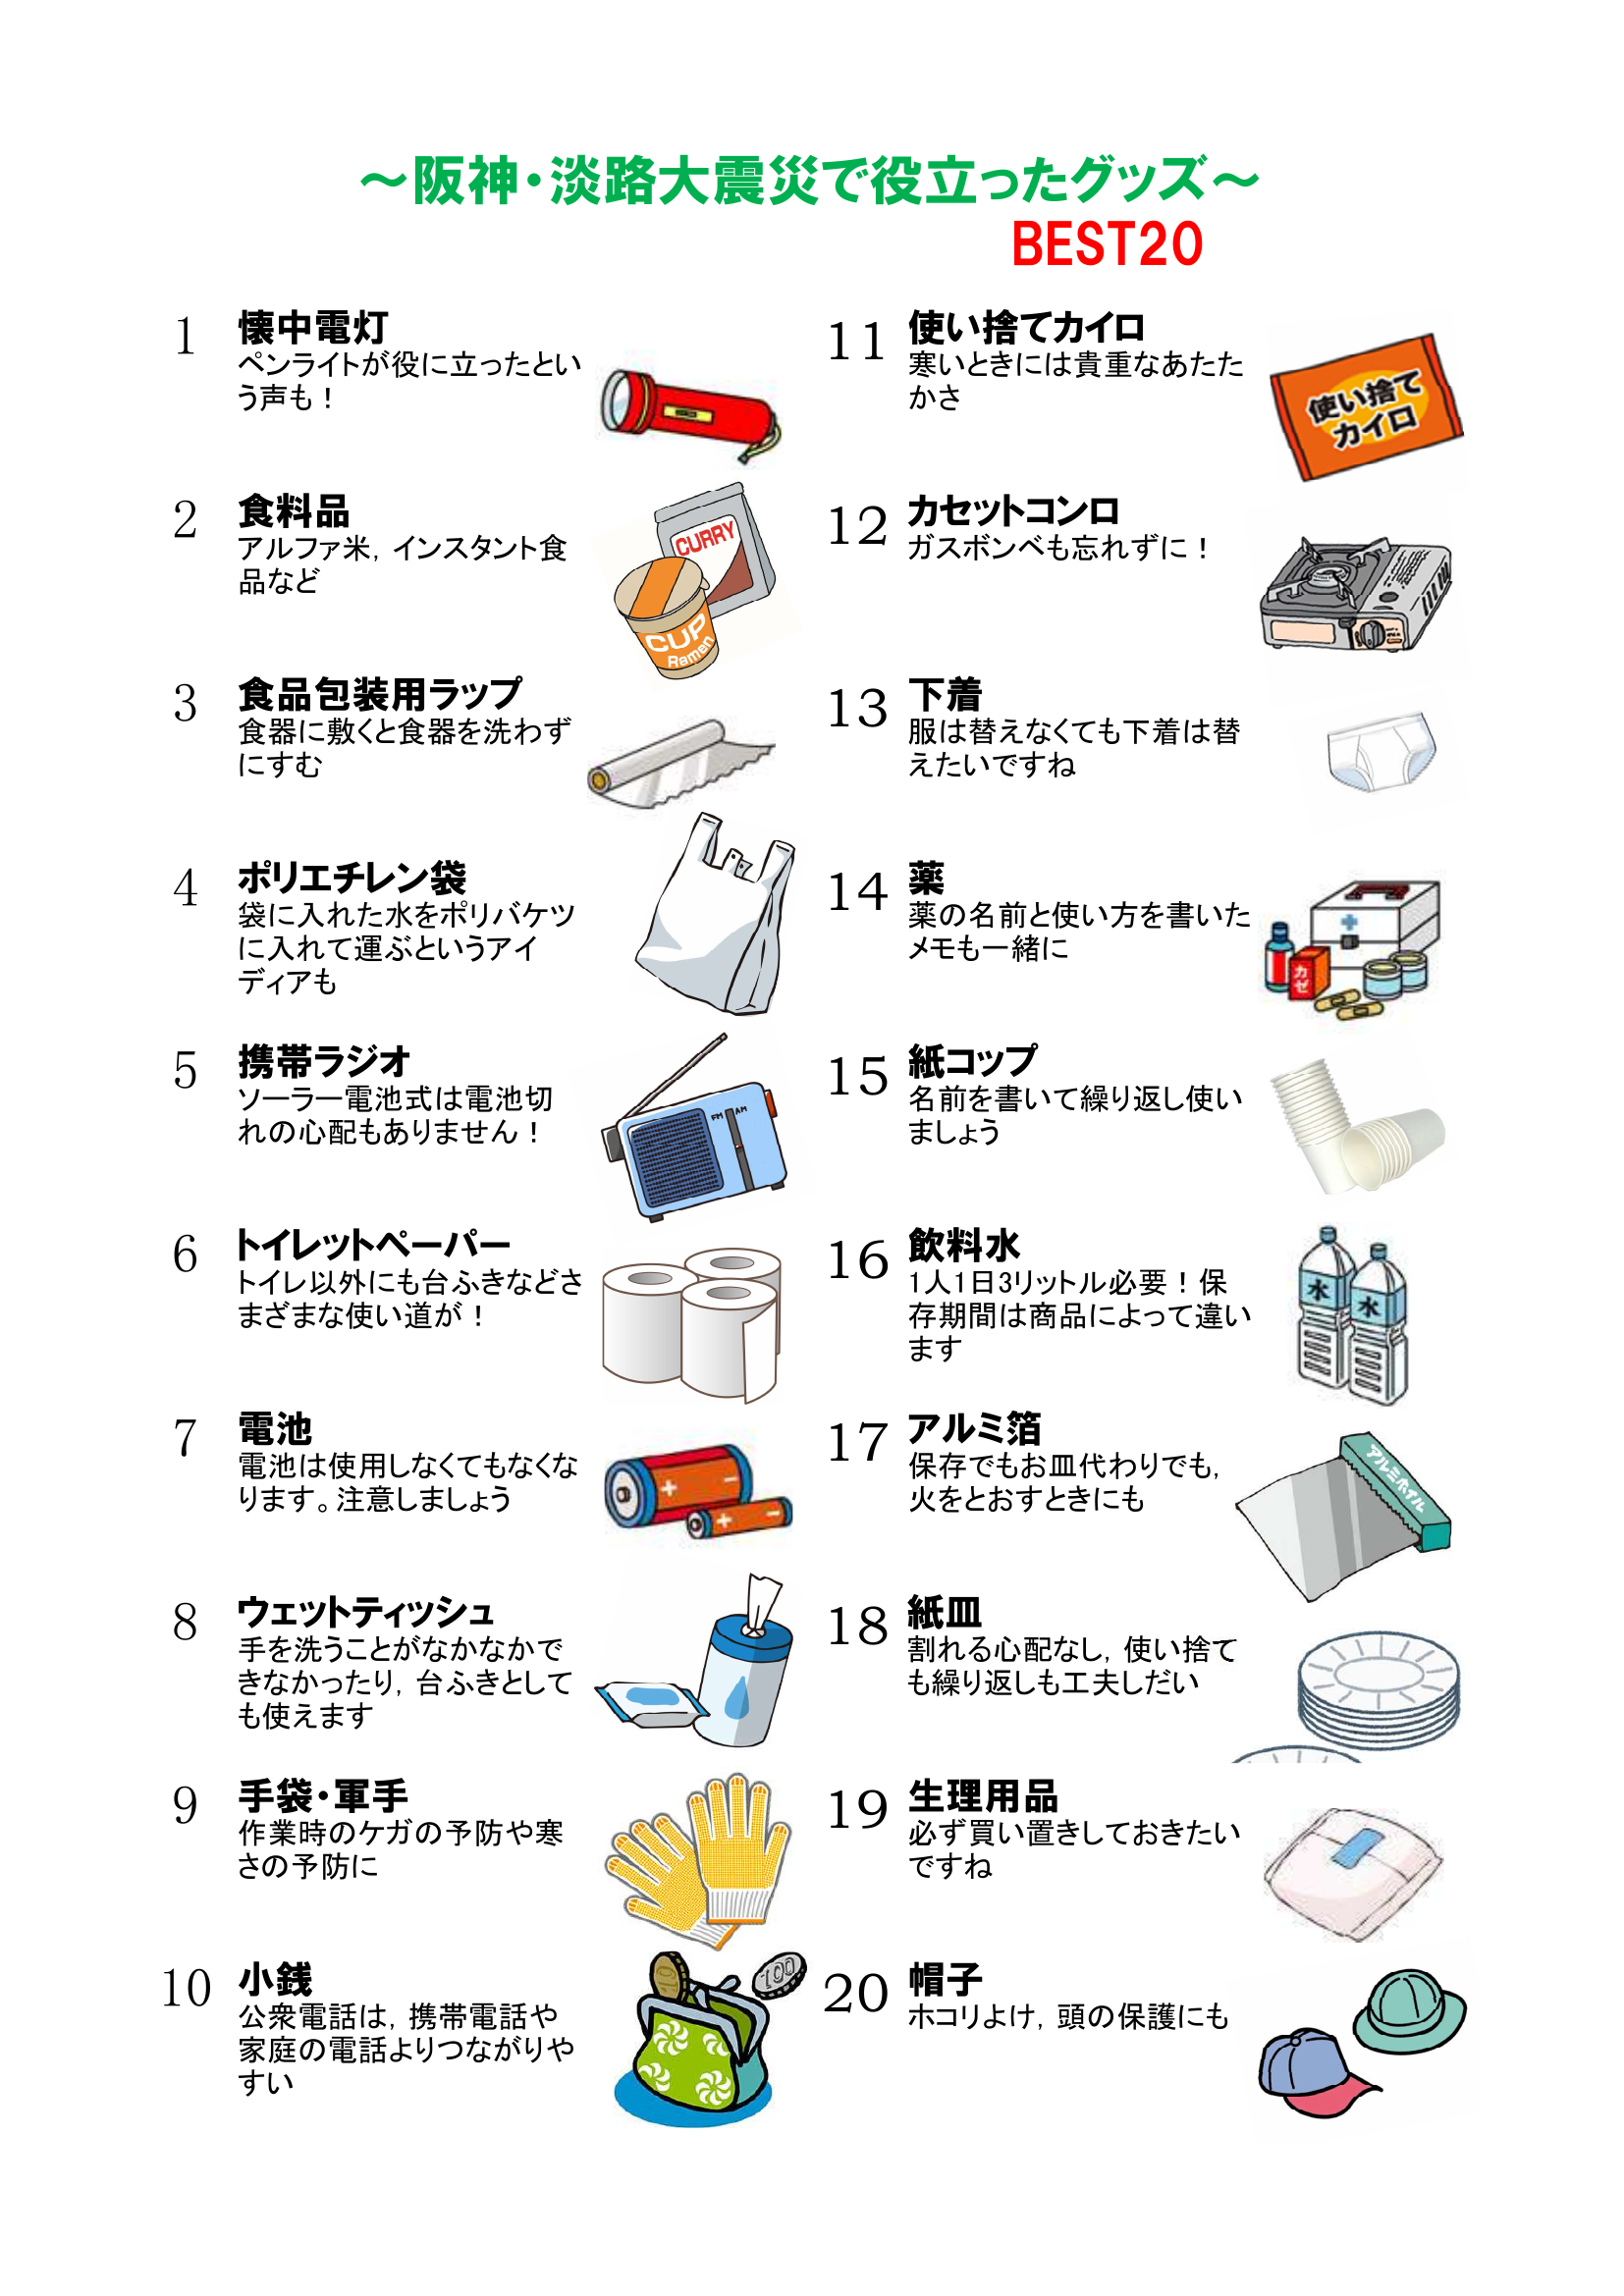 ～阪神・淡路大震災で役立ったグッズ～
BEST20
1 懐中電灯
ペンライトが役に立ったとい
う声も！
2 食料品
アルファ米，インスタント食
品など
CURRY
CUP
Ramen
3 食品包装用ラップ
食器に敷くと食器を洗わず
にすむ
4 ポリエチレン袋
袋に入れた水をポリバケツ
に入れて運ぶというアイ
ディアも
5 携帯ラジオ
ソーラー電池式は電池切
れの心配もありません！
FM AM
6 トイレットペーパー
トイレ以外にも台ふきなどさ
まざまな使い道が！
7 電池
電池は使用しなくてもなくな
ります。注意しましょう
+ −
+ −
8 ウェットティッシュ
手を洗うことがなかなかで
きなかったり，台ふきとして
も使えます
9 手袋・軍手
作業時のケガの予防や寒
さの予防に
10 小銭
公衆電話は，携帯電話や
家庭の電話よりつながりや
すい
10
100
11 使い捨てカイロ
寒いときには貴重なあたた
かさ
使い捨て
カイロ
12 カセットコンロ
ガスボンベも忘れずに！
13 下着
服は替えなくても下着は替
えたいですね
14 薬
薬の名前と使い方を書いた
メモも一緒に
カゼ
15 紙コップ
名前を書いて繰り返し使い
ましょう
16 飲料水
1人1日3リットル必要！保
存期間は商品によって違い
ます
水
水
17 アルミ箔
保存でもお皿代わりでも，
火をとおすときにも
アルミホイル
18 紙皿
割れる心配なし，使い捨て
も繰り返しも工夫しだい
19 生理用品
必ず買い置きしておきたい
ですね
20 帽子
ホコリよけ，頭の保護にも